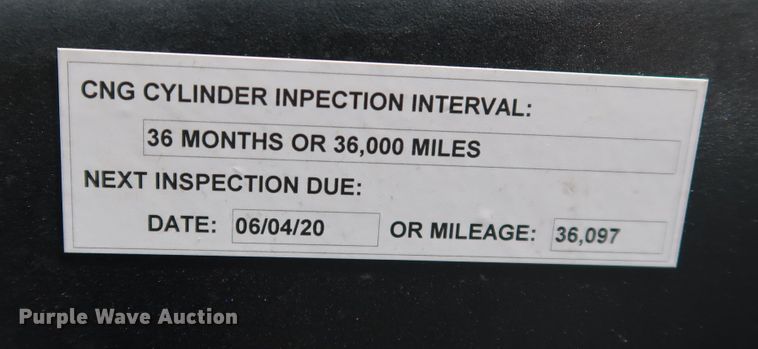 CNG CYLINDER INPECTION INTERVAL:
36 MONTHS OR 36,000 MILES
NEXT INSPECTION DUE:
DATE: 06/04/20 OR MILEAGE: 36,097
Purple Wave Auction